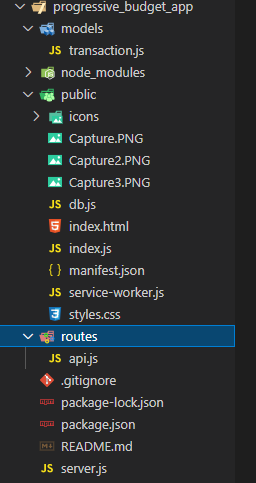 progressive_budget_app
models
JS transaction.js
node_modules
public
icons
Capture.PNG
Capture2.PNG
Capture3.PNG
JS db.js
index.html
JS index.js
{} manifest.json
JS service-worker.js
styles.css
routes
JS api.js
.gitignore
package-lock.json
package.json
README.md
JS server.js